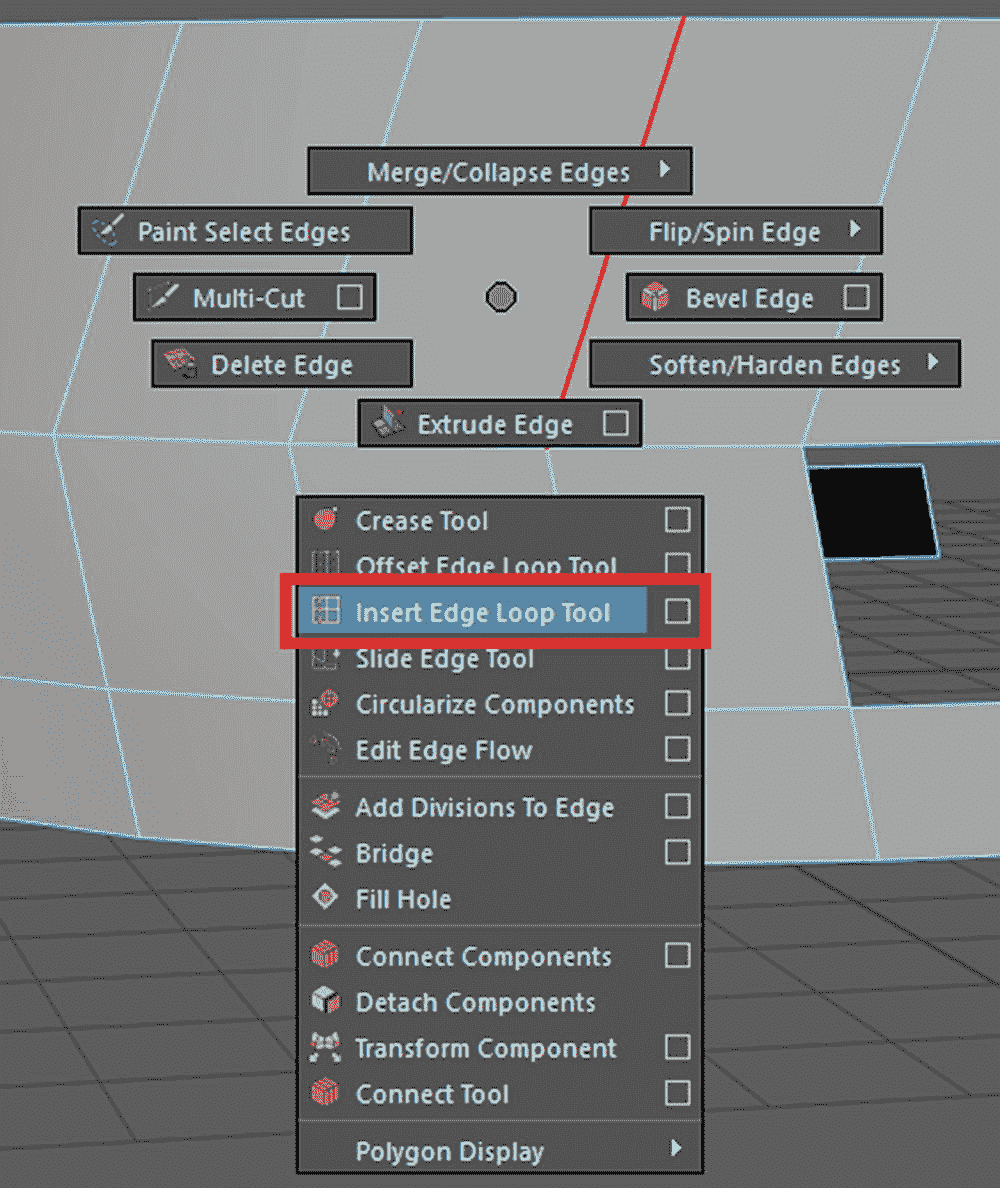 Merge/Collapse Edges
Paint Select Edges
Flip/Spin Edge
Multi-Cut
Bevel Edge
Delete Edge
Soften/Harden Edges
Extrude Edge
Crease Tool
Offset Edge Loop Tool
Insert Edge Loop Tool
Slide Edge Tool
Circularize Components
Edit Edge Flow
Add Divisions To Edge
Bridge
Fill Hole
Connect Components
Detach Components
Transform Component
Connect Tool
Polygon Display